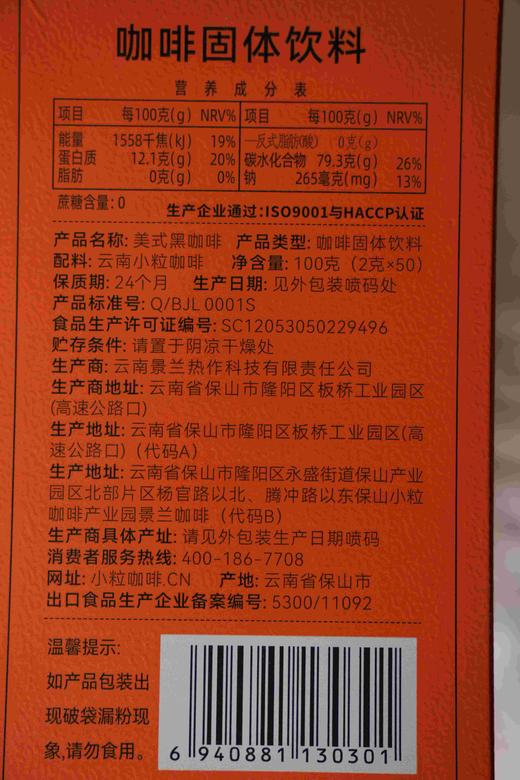 咖啡固体饮料
营养成分表
项目 每100克(g) NRV% 项目 每100克(g) NRV%
能量 1558千焦(kJ) 19% 一反式脂肪(酸) 0克(g)
蛋白质 12.1克(g) 20% 碳水化合物 79.3克(g) 26%
脂肪 0克(g) 0% 钠 265毫克(mg) 13%
蔗糖含量:0 生产企业通过:ISO9001与HACCP认证
产品名称: 美式黑咖啡 产品类型: 咖啡固体饮料
配料: 云南小粒咖啡 净含量: 100克（2克×50）
保质期: 24个月 生产日期: 见外包装喷码处
产品标准号: Q/BJL 0001S
食品生产许可证编号: SC12053050229496
贮存条件: 请置于阴凉干燥处
生产商: 云南景兰热作科技有限责任公司
生产商地址: 云南省保山市隆阳区板桥工业园区
(高速公路口)
生产地址: 云南省保山市隆阳区板桥工业园区(高
速公路口)（代码A）
生产地址: 云南省保山市隆阳区永盛街道保山产业
园区北部片区杨官路以北、腾冲路以东保山小粒
咖啡产业园景兰咖啡（代码B）
生产商具体产址: 请见外包装生产日期喷码
消费者服务热线: 400-186-7708
网址: 小粒咖啡.CN 产地: 云南省保山市
出口食品生产企业备案编号: 5300/11092
温馨提示:
如产品包装出
现破袋漏粉现
象,请勿食用。
6 940881 130301